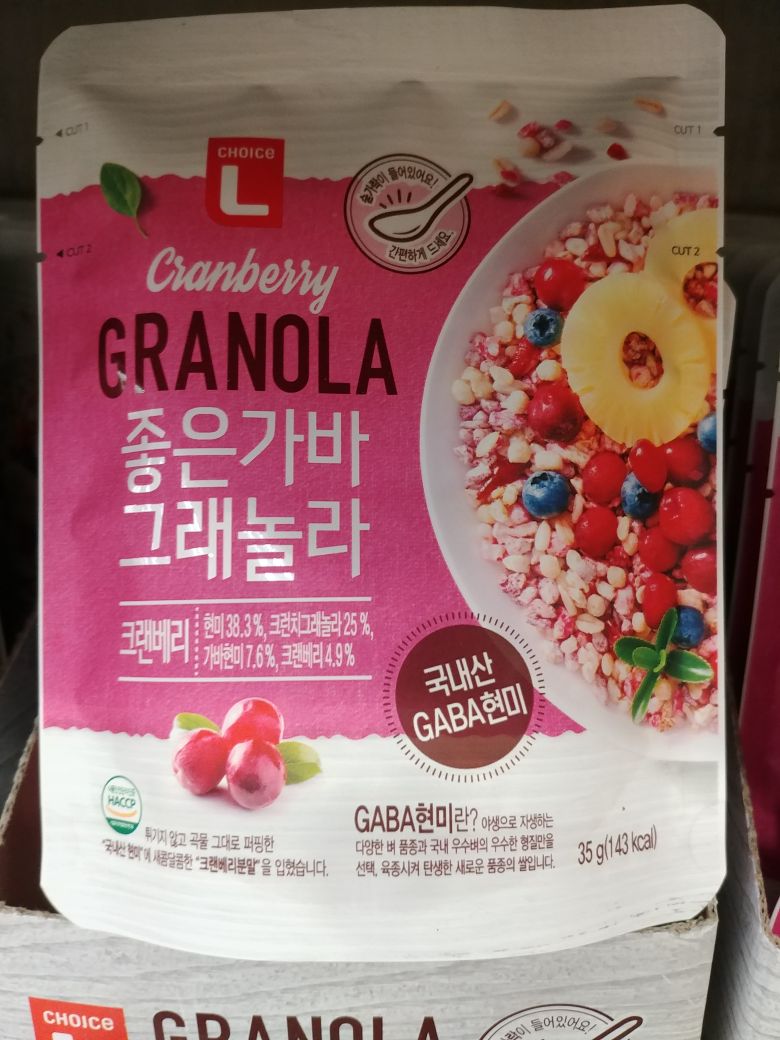 CUT 1
CUT 1
CHOICE
L
숟가락이 들어있어요!
간편하게 드세요.
CUT 2
CUT 2
Cranberry
GRANOLA
좋은가바
그래놀라
크랜베리
현미 38.3%, 크런치그래놀라 25%,
가바현미 7.6%, 크랜베리 4.9%
국내산
GABA현미
HACCP
튀기지 않고 곡물 그대로 퍼핑한
"국내산 현미"에 새콤달콤한 "크랜베리분말"을 입혔습니다.
GABA현미란? 야생으로 자생하는
다양한 벼 품종과 국내 우수벼의 우수한 형질만을
선택, 육종시켜 탄생한 새로운 품종의 쌀입니다.
35 g(143 kcal)
CHOICE
GRANOLA
들어있어요!